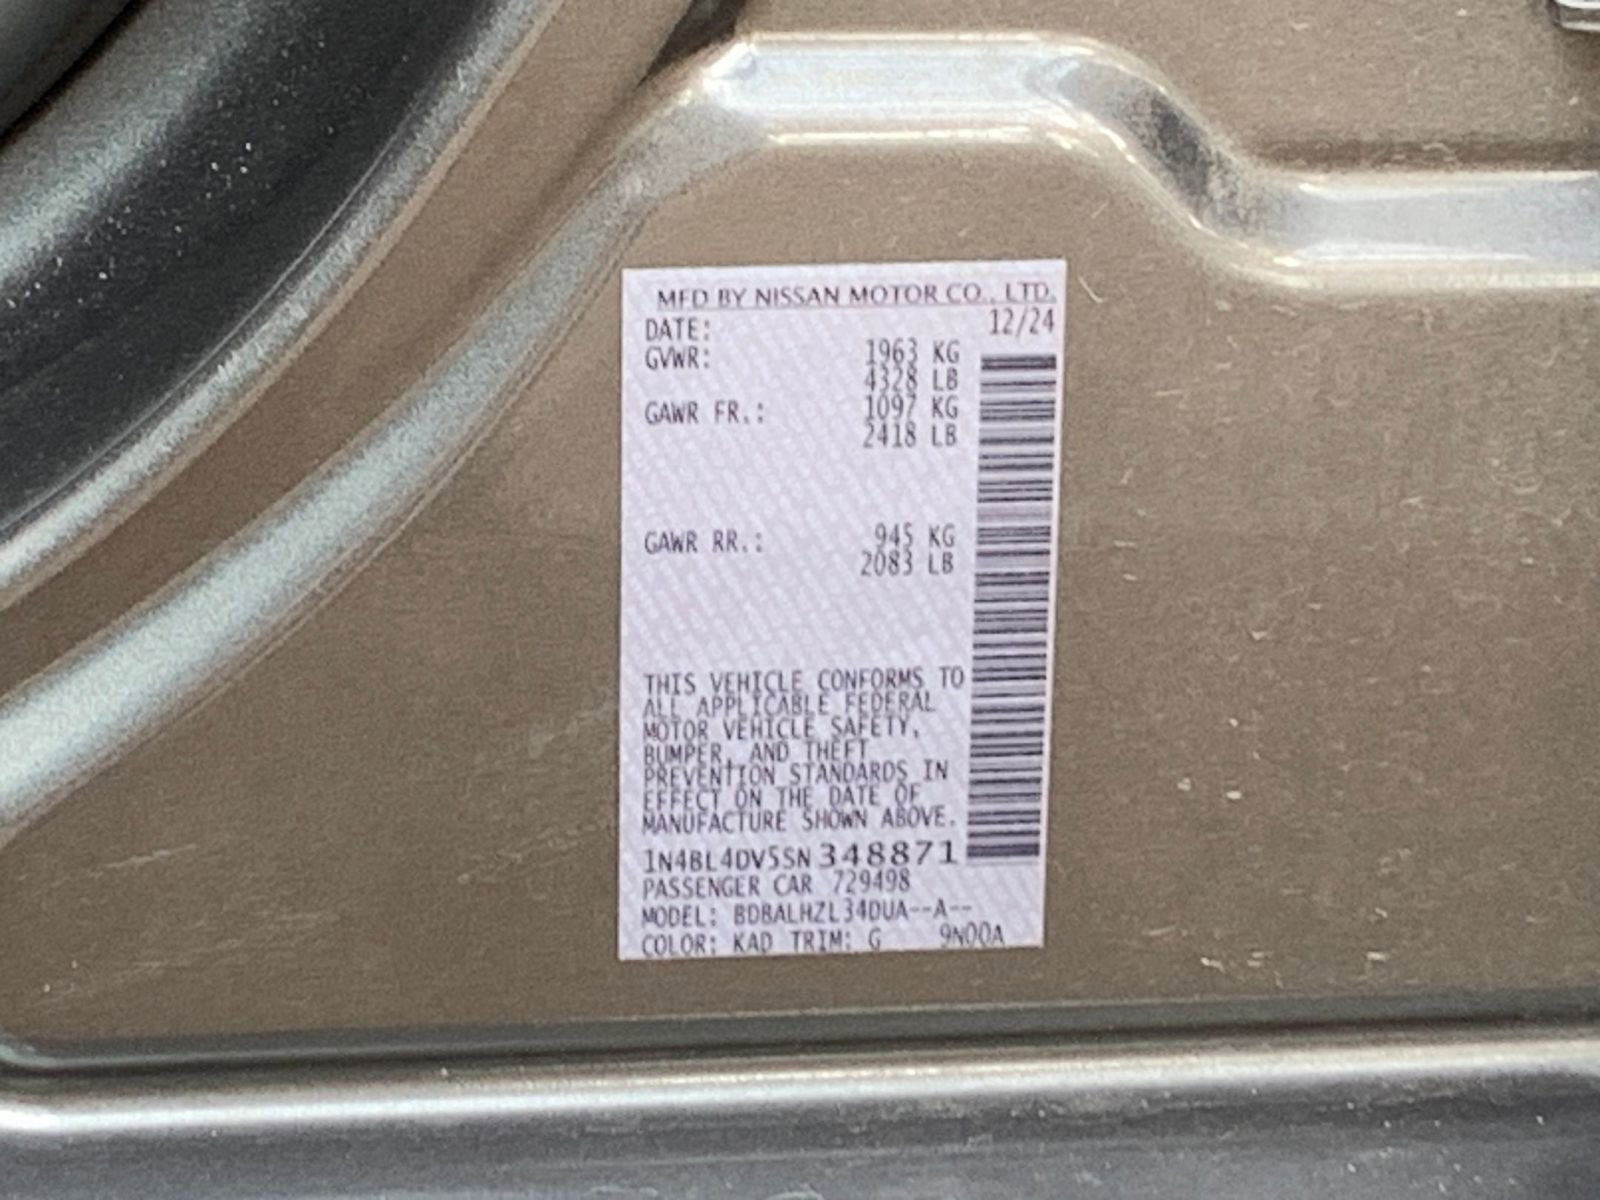 MFD BY NISSAN MOTOR CO., LTD.
DATE: 12/24
GVWR: 1963 KG
4328 LB
GAWR FR.: 1097 KG
2418 LB
GAWR RR.: 945 KG
2083 LB
THIS VEHICLE CONFORMS TO
ALL APPLICABLE FEDERAL
MOTOR VEHICLE SAFETY,
BUMPER, AND THEFT
PREVENTION STANDARDS IN
EFFECT ON THE DATE OF
MANUFACTURE SHOWN ABOVE.
1N4BL4DV5SN348871
PASSENGER CAR 729498
MODEL: BDBALHZL34DUA--A--
COLOR: KAD TRIM: G 9N00A